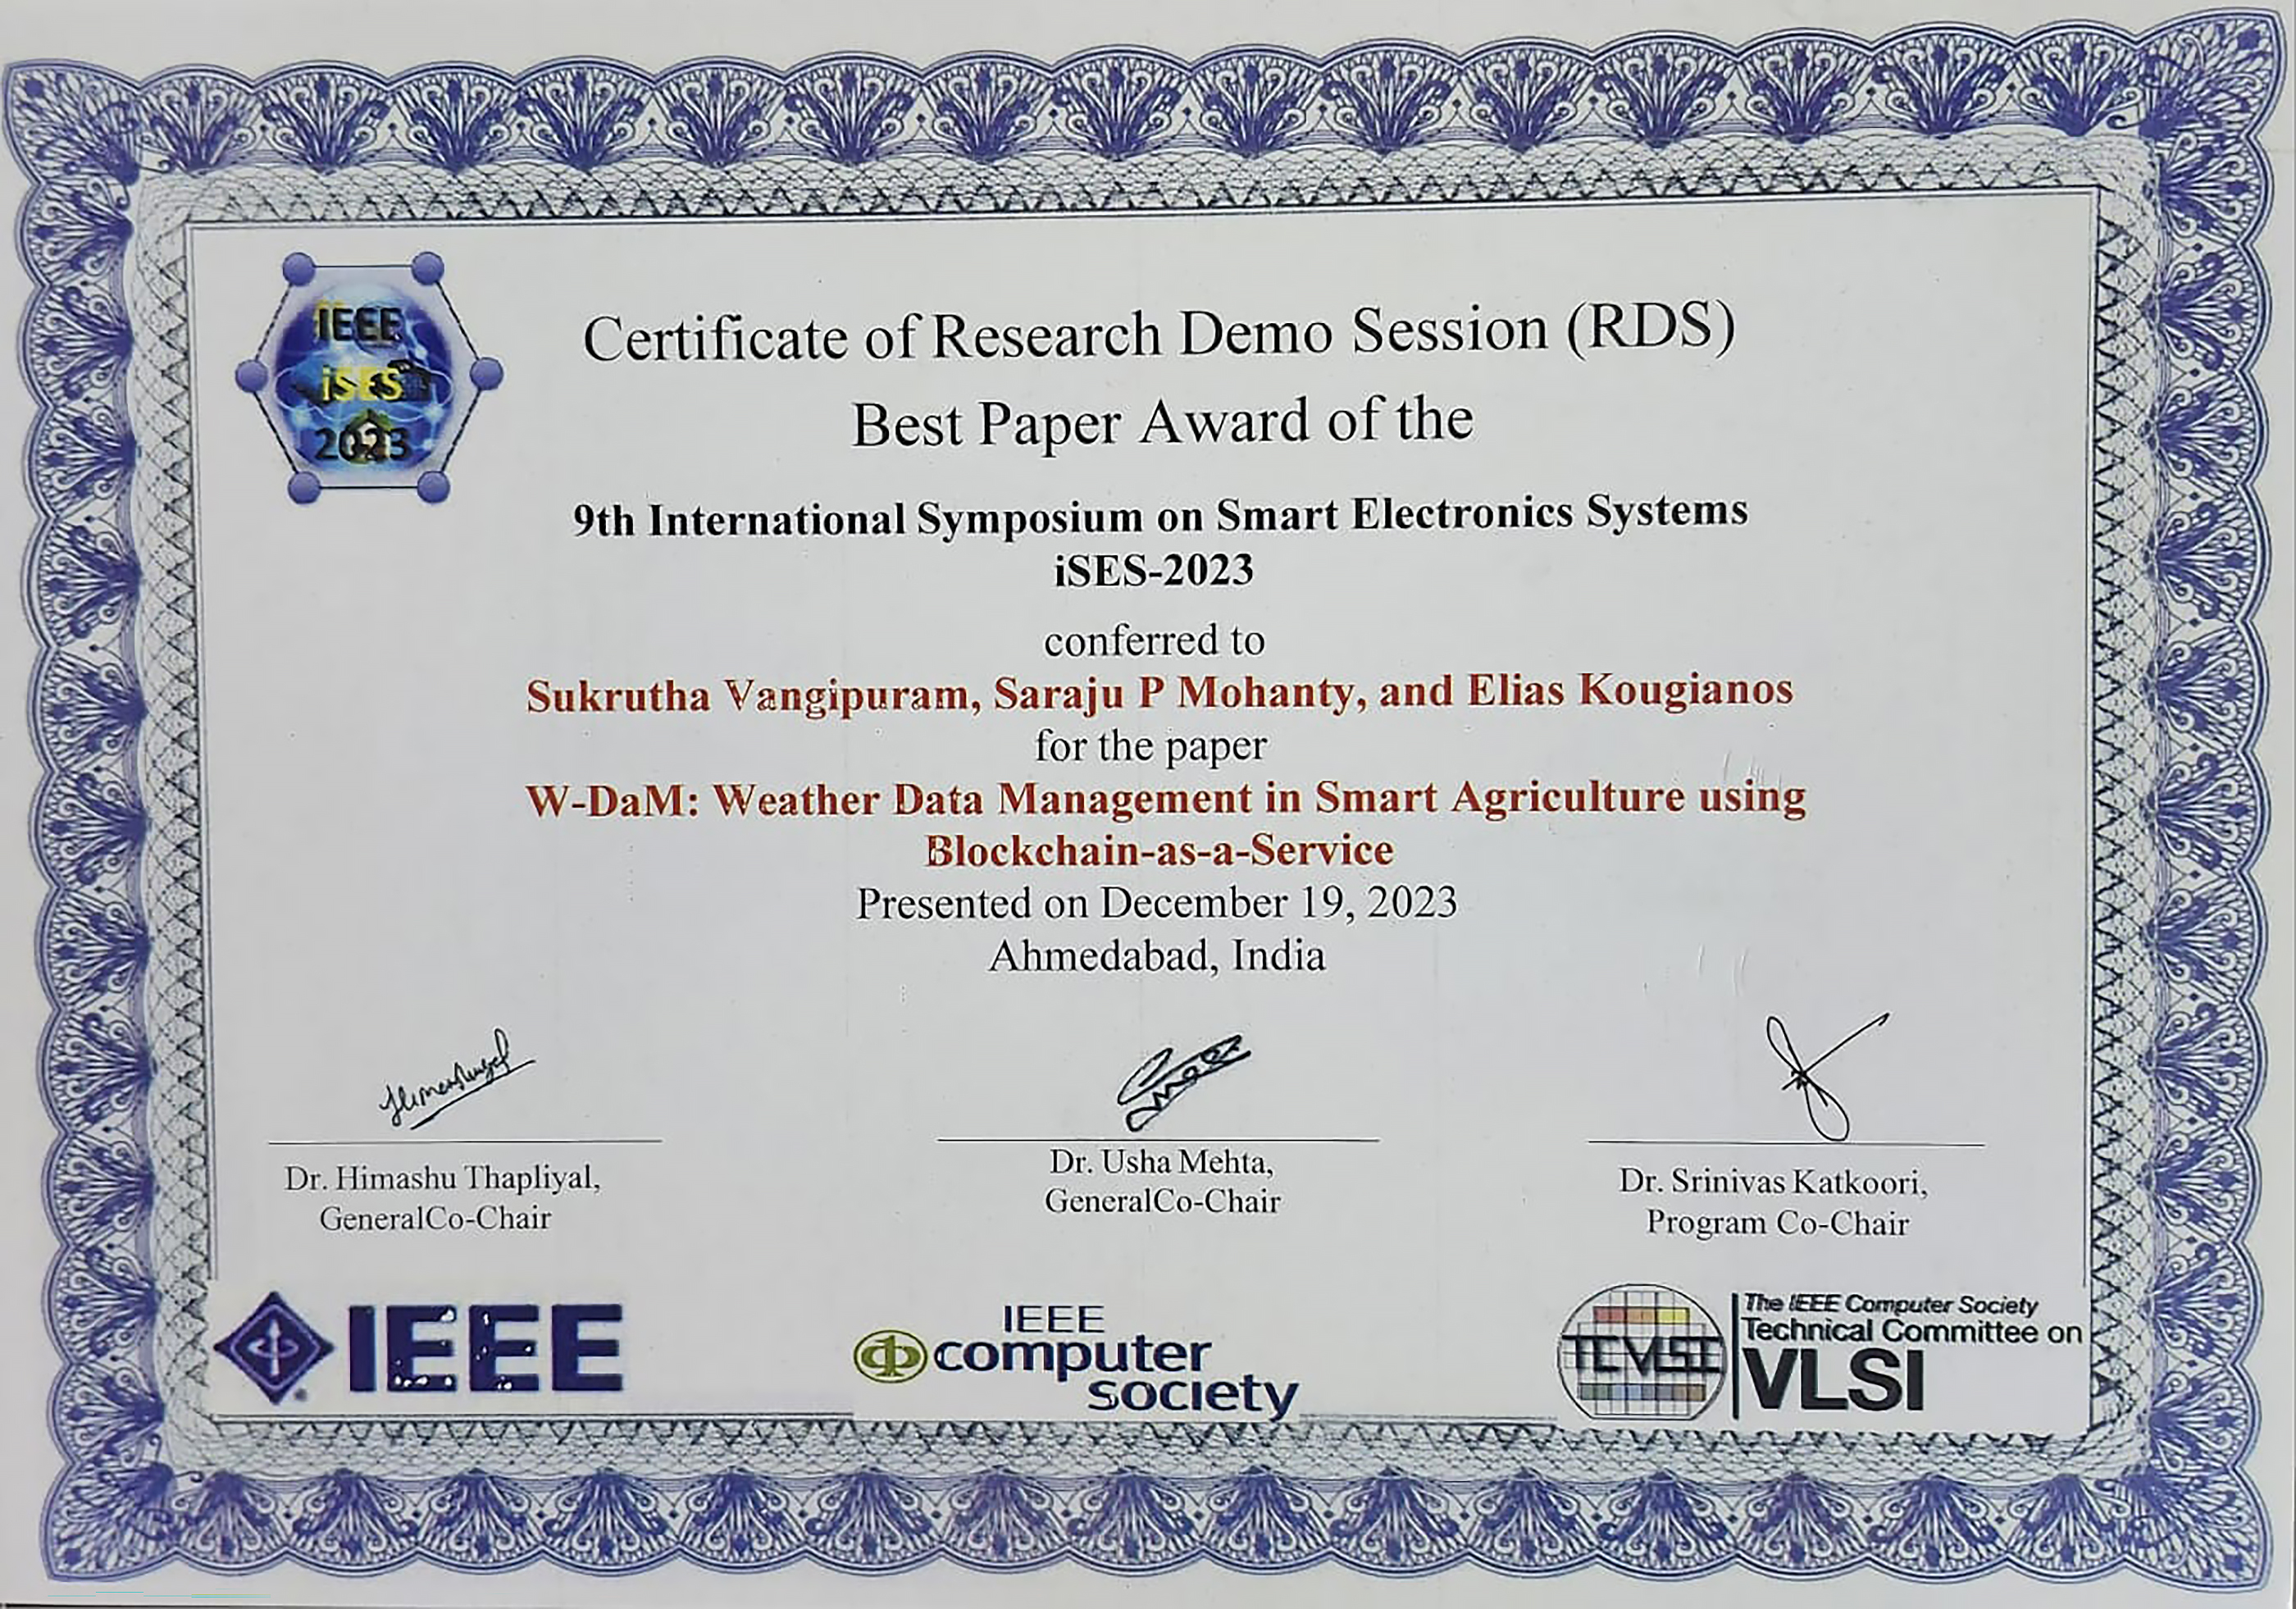 IEEE
iSES
2023
Certificate of Research Demo Session (RDS)
Best Paper Award of the
9th International Symposium on Smart Electronics Systems
iSES-2023
conferred to
Sukrutha Vangipuram, Saraju P Mohanty, and Elias Kougianos
for the paper
W-DaM: Weather Data Management in Smart Agriculture using
Blockchain-as-a-Service
Presented on December 19, 2023
Ahmedabad, India
Dr. Himashu Thapliyal,
GeneralCo-Chair
Dr. Usha Mehta,
GeneralCo-Chair
Dr. Srinivas Katkoori,
Program Co-Chair
IEEE
IEEE
computer
society
TCVLSI
The IEEE Computer Society
Technical Committee on
VLSI